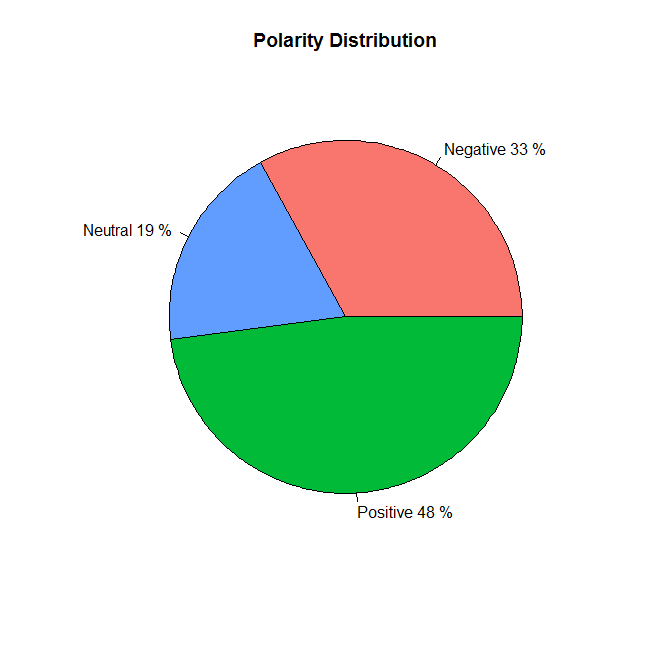 Polarity Distribution
Negative 33 %
Neutral 19 %
Positive 48 %